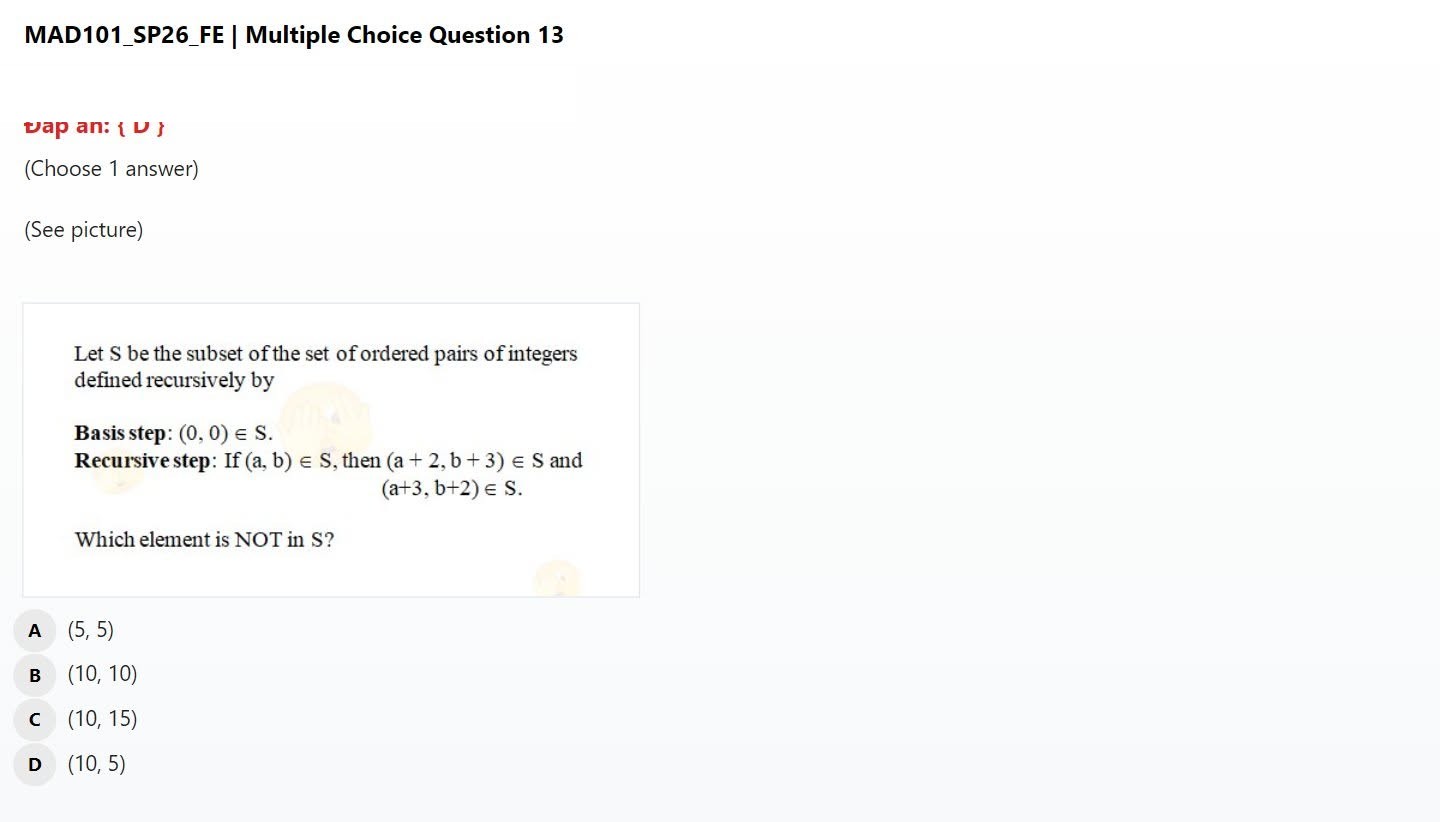 MAD101_SP26_FE | Multiple Choice Question 13
Đap an: { D }
(Choose 1 answer)
(See picture)
Let S be the subset of the set of ordered pairs of integers
defined recursively by
Basis step: (0, 0) ∈ S.
Recursive step: If (a, b) ∈ S, then (a + 2, b + 3) ∈ S and
(a+3, b+2) ∈ S.
Which element is NOT in S?
A (5, 5)
B (10, 10)
C (10, 15)
D (10, 5)